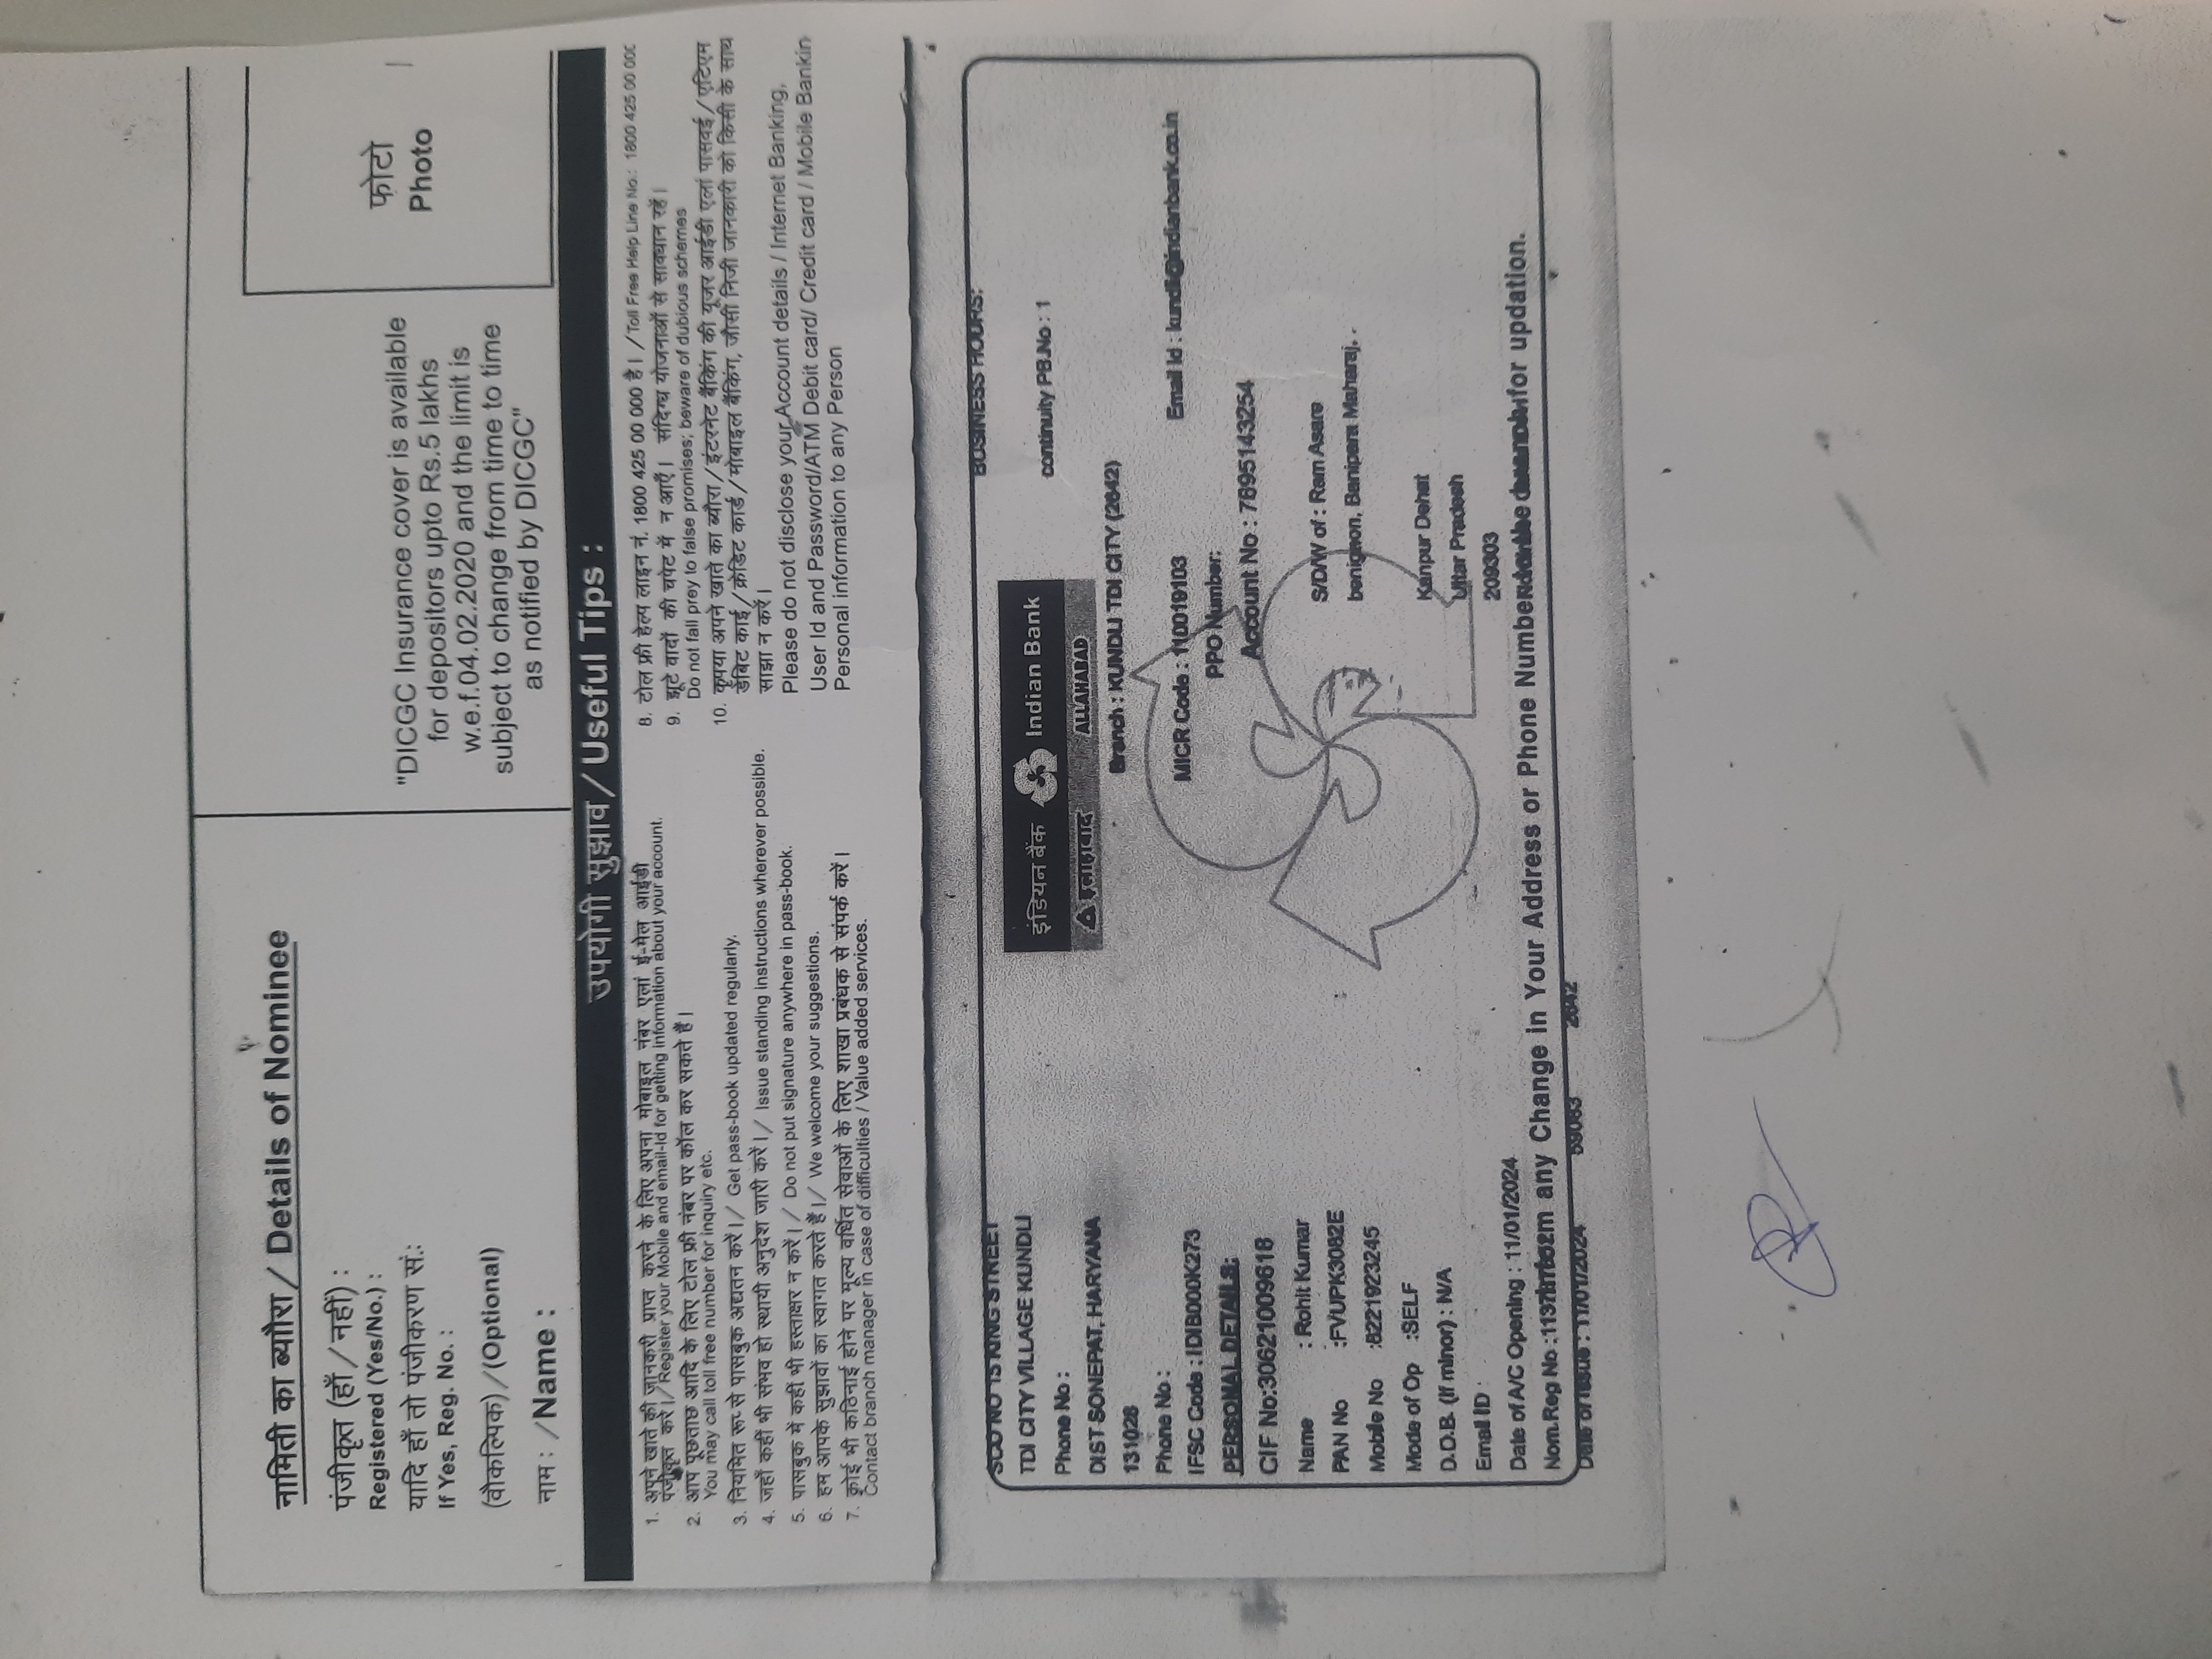 नामिती का ब्यौरा / Details of Nominee
पंजीकृत (हाँ / नहीं) :
Registered (Yes/No.) :
यादि हाँ तो पंजीकरण सं.:
If Yes, Reg. No. :
(वौकल्पिक) / (Optional)
नाम : / Name :
"DICGC Insurance cover is available
for depositors upto Rs.5 lakhs
w.e.f.04.02.2020 and the limit is
subject to change from time to time
as notified by DICGC"
फोटो
Photo
उपयोगी सुझाव / Useful Tips :
1. अपने खाते की जानकरी प्राप्त करने के लिए अपना मोबाइल नंबर एलां ई-मेल आईडी
पंजीकृत करें। / Register your Mobile and email-Id for getting information about your account.
2. आप पूछताछ आदि के लिए टोल फ्री नंबर पर कॉल कर सकते हैं।
You may call toll free number for inquiry etc.
3. नियमित रूप से पासबुक अद्यतन करें। / Get pass-book updated regularly.
4. जहाँ कहीं भी संभव हो स्थायी अनुदेश जारी करें। / Issue standing instructions wherever possible.
5. पासबुक में कहीं भी हस्ताक्षर न करें। / Do not put signature anywhere in pass-book.
6. हम आपके सुझावों का स्वागत करते हैं। / We welcome your suggestions.
7. कोई भी कठिनाई होने पर मूल्य वर्धित सेवाओं के लिए शाखा प्रबंधक से संपर्क करें।
Contact branch manager in case of difficulties / Value added services.
8. टोल फ्री हेल्प लाइन नं. 1800 425 00 000 है। / Toll Free Help Line No.: 1800 425 00 000
9. झूटे वादों की चपेट में न आएँ। संदिग्ध योजनाओं से सावधान रहें।
Do not fall prey to false promises; beware of dubious schemes
10. कृपया अपने खाते का ब्यौरा / इंटरनेट बैंकिंग की यूजर आईडी एलां पासवर्ड / एटिएम
डेबिट कार्ड / क्रेडिट कार्ड / मोबाइल बैंकिंग, जौसी निजी जानकारी को किसी के साथ
साझा न करें।
Please do not disclose your Account details / Internet Banking,
User Id and Password/ATM Debit card/ Credit card / Mobile Bankin
Personal information to any Person
SCO NO 15 KING STREET
TDI CITY VILLAGE KUNDLI
Phone No :
DIST SONEPAT, HARYANA
131028
Phone No :
IFSC Code : IDIB000K273
PERSONAL DETAILS:
CIF No:30621009618
Name : Rohit Kumar
PAN No :FVUPK3082E
Mobile No :8221923245
Mode of Op :SELF
D.O.B. (If minor) : N/A
Email ID :
Date of A/C Opening : 11/01/2024
Nom.Reg No :
Date of Issue : 11/01/2024 59083 2642
इंडियन बैंक Indian Bank
इलाहाबाद ALLAHABAD
Branch : KUNDLI TDI CITY (2642)
BUSINESS HOURS:
continuity PB.No : 1
MICR Code : 110019103
Email Id : kundli@indianbank.co.in
PPO Number:
Account No : 7695143254
S/D/W of : Ram Asare
Banipara Maharaj, .
Kanpur Dehat
Uttar Pradesh
209303
any Change in Your Address or Phone Number to the branch for updation.